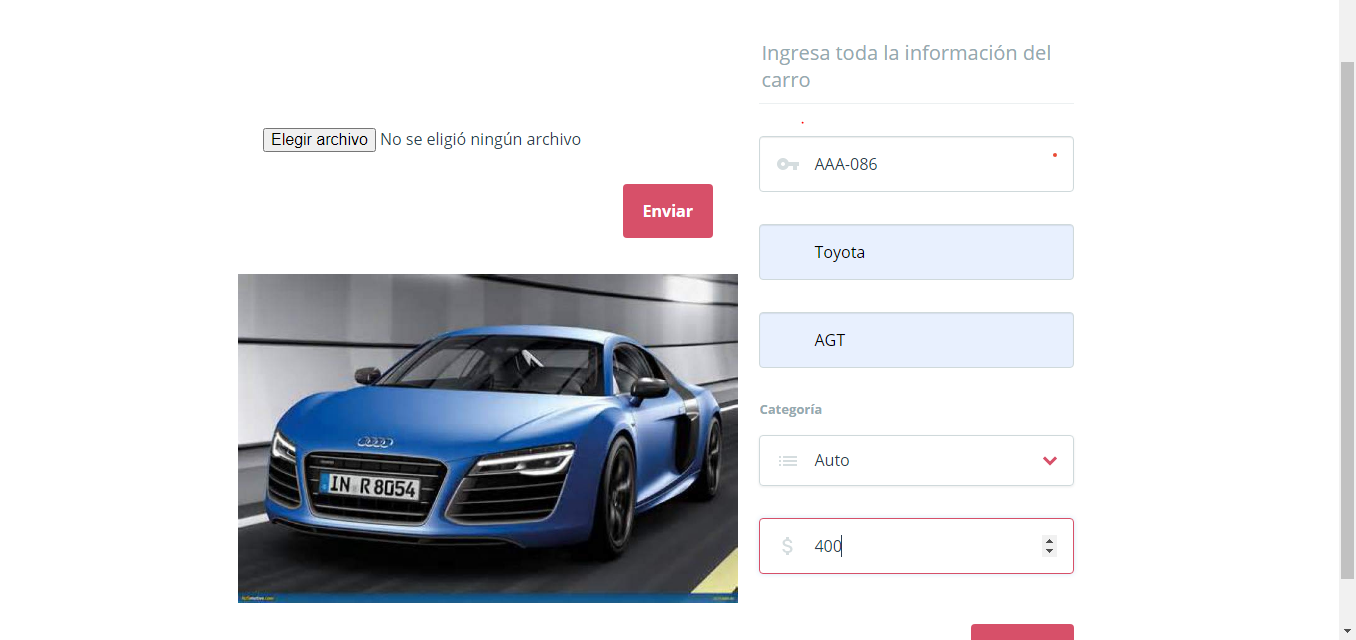 Ingresa toda la información del
carro
Elegir archivo No se eligió ningún archivo
AAA-086
Enviar
Toyota
AGT
Categoría
Auto
$ 400
IN R 8054